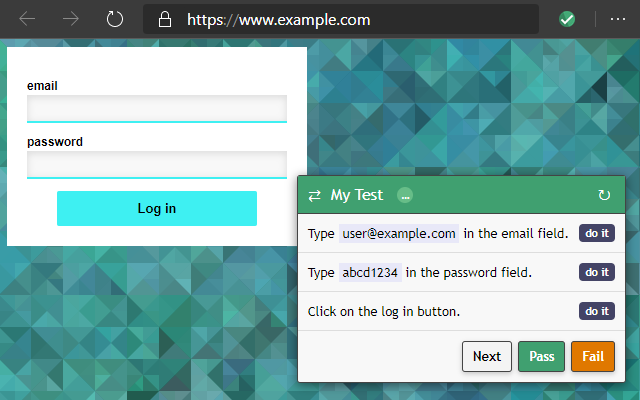 https://www.example.com
email
password
Log in
My Test ...
Type user@example.com in the email field. do it
Type abcd1234 in the password field. do it
Click on the log in button. do it
Next Pass Fail